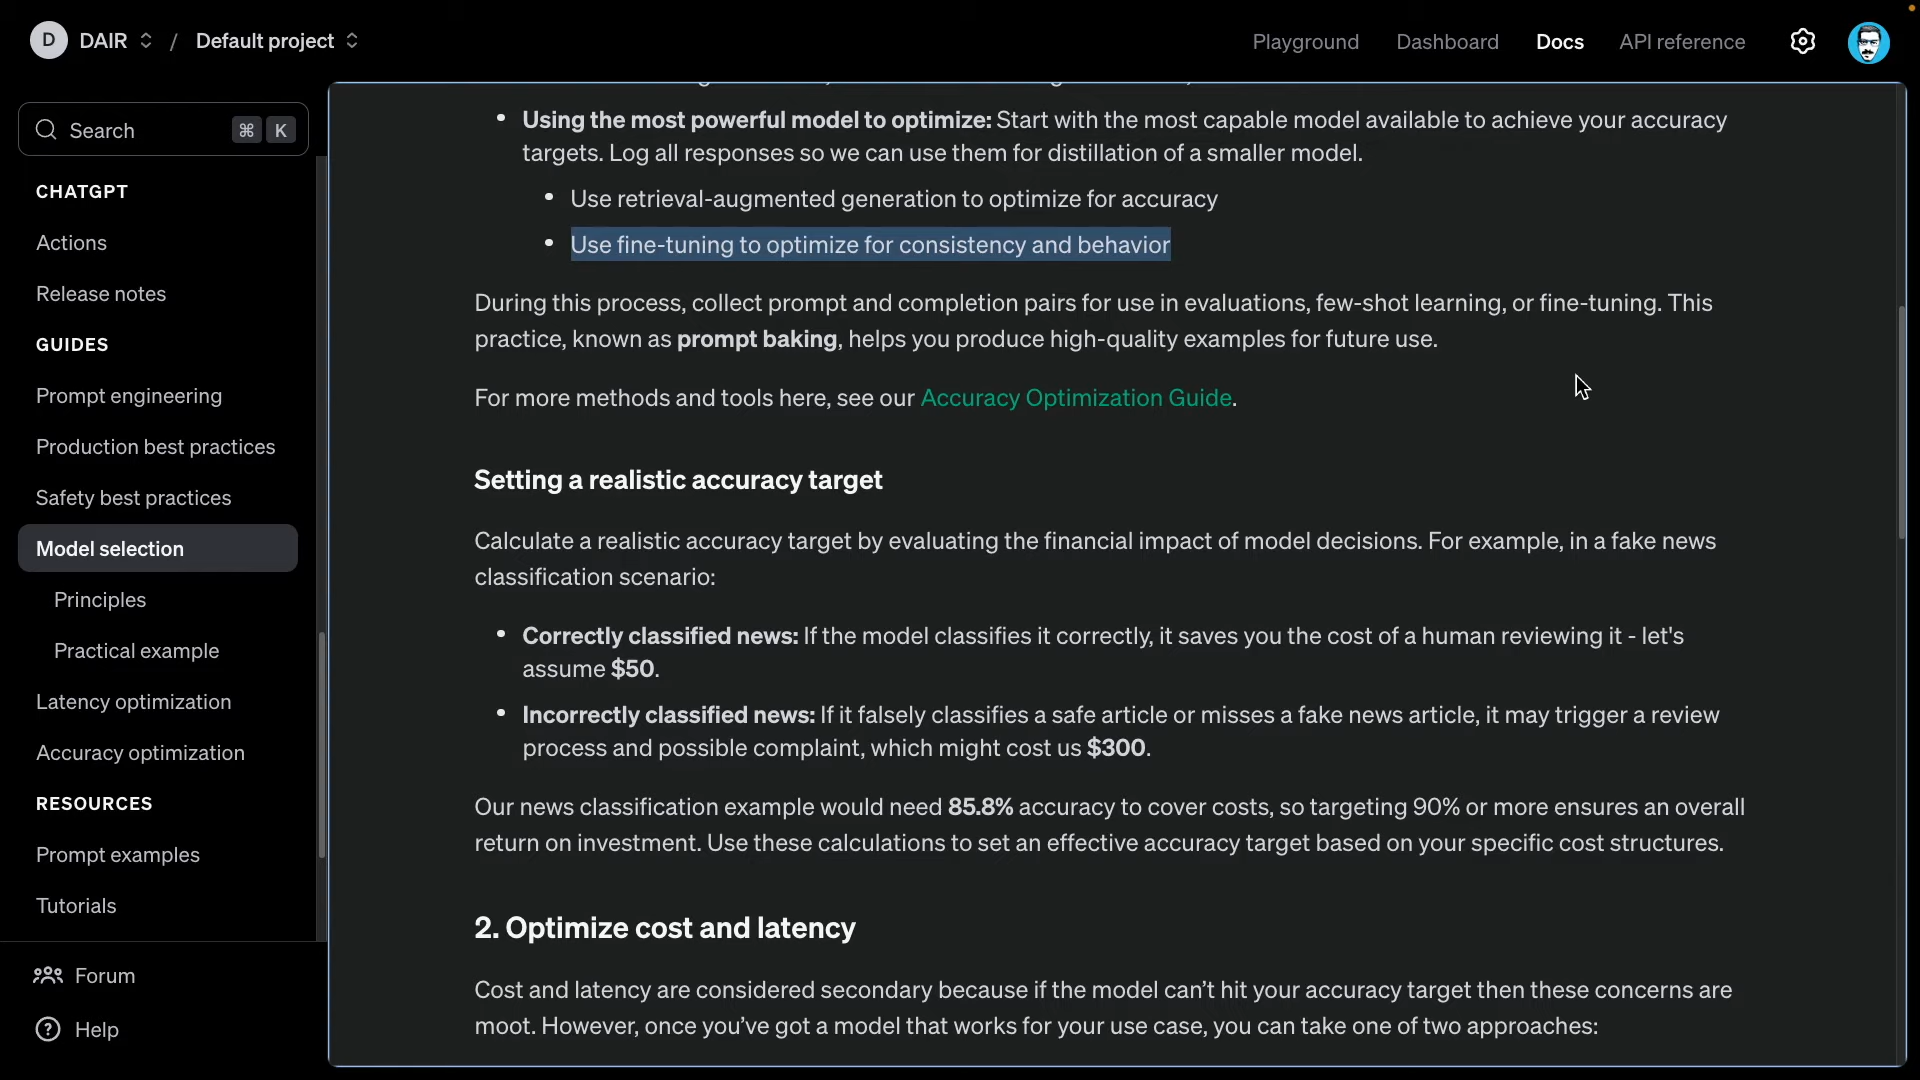 D DAIR / Default project
Playground Dashboard Docs API reference
Search ⌘ K
CHATGPT
Actions
Release notes
GUIDES
Prompt engineering
Production best practices
Safety best practices
Model selection
Principles
Practical example
Latency optimization
Accuracy optimization
RESOURCES
Prompt examples
Tutorials
Forum
Help
• Using the most powerful model to optimize: Start with the most capable model available to achieve your accuracy
targets. Log all responses so we can use them for distillation of a smaller model.
• Use retrieval-augmented generation to optimize for accuracy
• Use fine-tuning to optimize for consistency and behavior
During this process, collect prompt and completion pairs for use in evaluations, few-shot learning, or fine-tuning. This
practice, known as prompt baking, helps you produce high-quality examples for future use.
For more methods and tools here, see our Accuracy Optimization Guide.
Setting a realistic accuracy target
Calculate a realistic accuracy target by evaluating the financial impact of model decisions. For example, in a fake news
classification scenario:
• Correctly classified news: If the model classifies it correctly, it saves you the cost of a human reviewing it - let's
assume $50.
• Incorrectly classified news: If it falsely classifies a safe article or misses a fake news article, it may trigger a review
process and possible complaint, which might cost us $300.
Our news classification example would need 85.8% accuracy to cover costs, so targeting 90% or more ensures an overall
return on investment. Use these calculations to set an effective accuracy target based on your specific cost structures.
2. Optimize cost and latency
Cost and latency are considered secondary because if the model can’t hit your accuracy target then these concerns are
moot. However, once you’ve got a model that works for your use case, you can take one of two approaches: